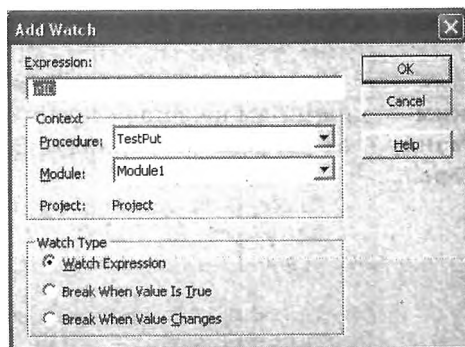 Add Watch
Expression:
OK
Cancel
Context
Procedure: TestPut
Help
Module: Module1
Project: Project
Watch Type
Watch Expression
Break When Value Is True
Break When Value Changes